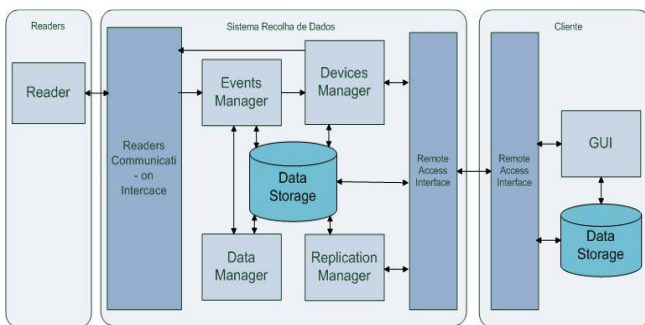 Readers
Sistema Recolha de Dados
Cliente
Reader
Readers
Communicati
- on
Intercace
Events
Manager
Devices
Manager
Data
Storage
Data
Manager
Replication
Manager
Remote
Access
Interface
Remote
Access
Interface
GUI
Data
Storage